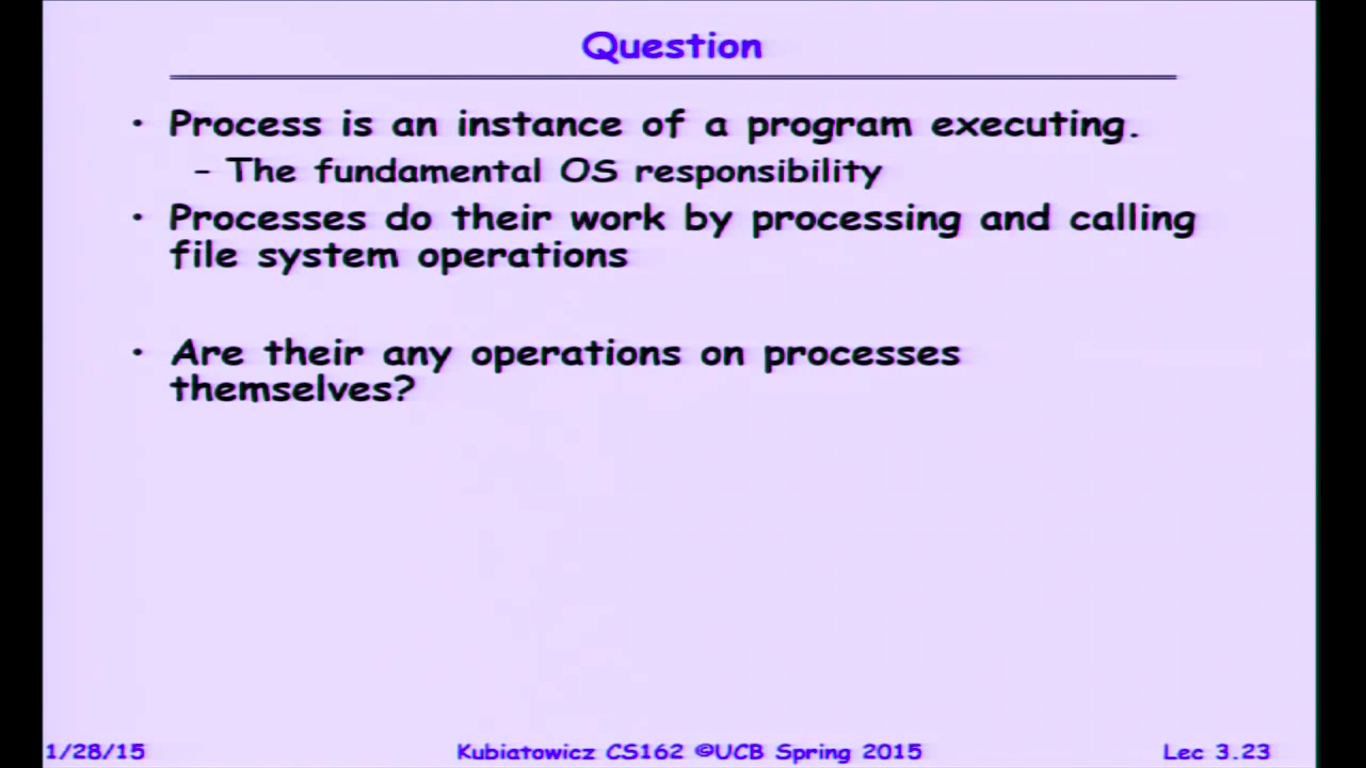 Question
• Process is an instance of a program executing.
– The fundamental OS responsibility
• Processes do their work by processing and calling
file system operations
• Are their any operations on processes
themselves?
1/28/15 Kubiatowicz CS162 ©UCB Spring 2015 Lec 3.23